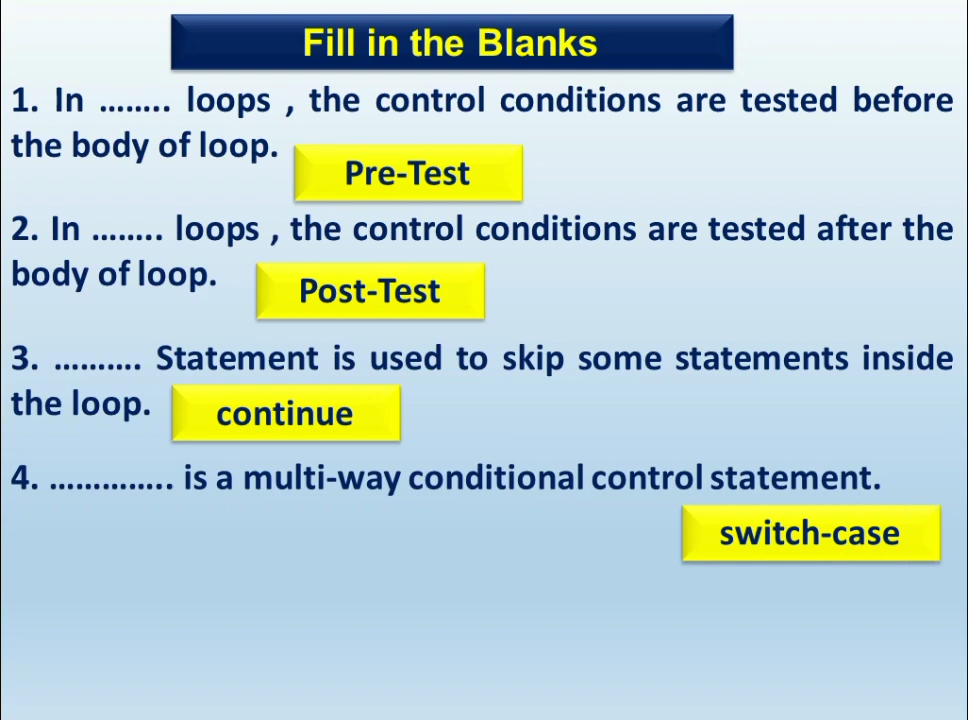 Fill in the Blanks
1. In …….. loops , the control conditions are tested before
the body of loop.
Pre-Test
2. In …….. loops , the control conditions are tested after the
body of loop.
Post-Test
3. ………. Statement is used to skip some statements inside
the loop.
continue
4. ………….. is a multi-way conditional control statement.
switch-case